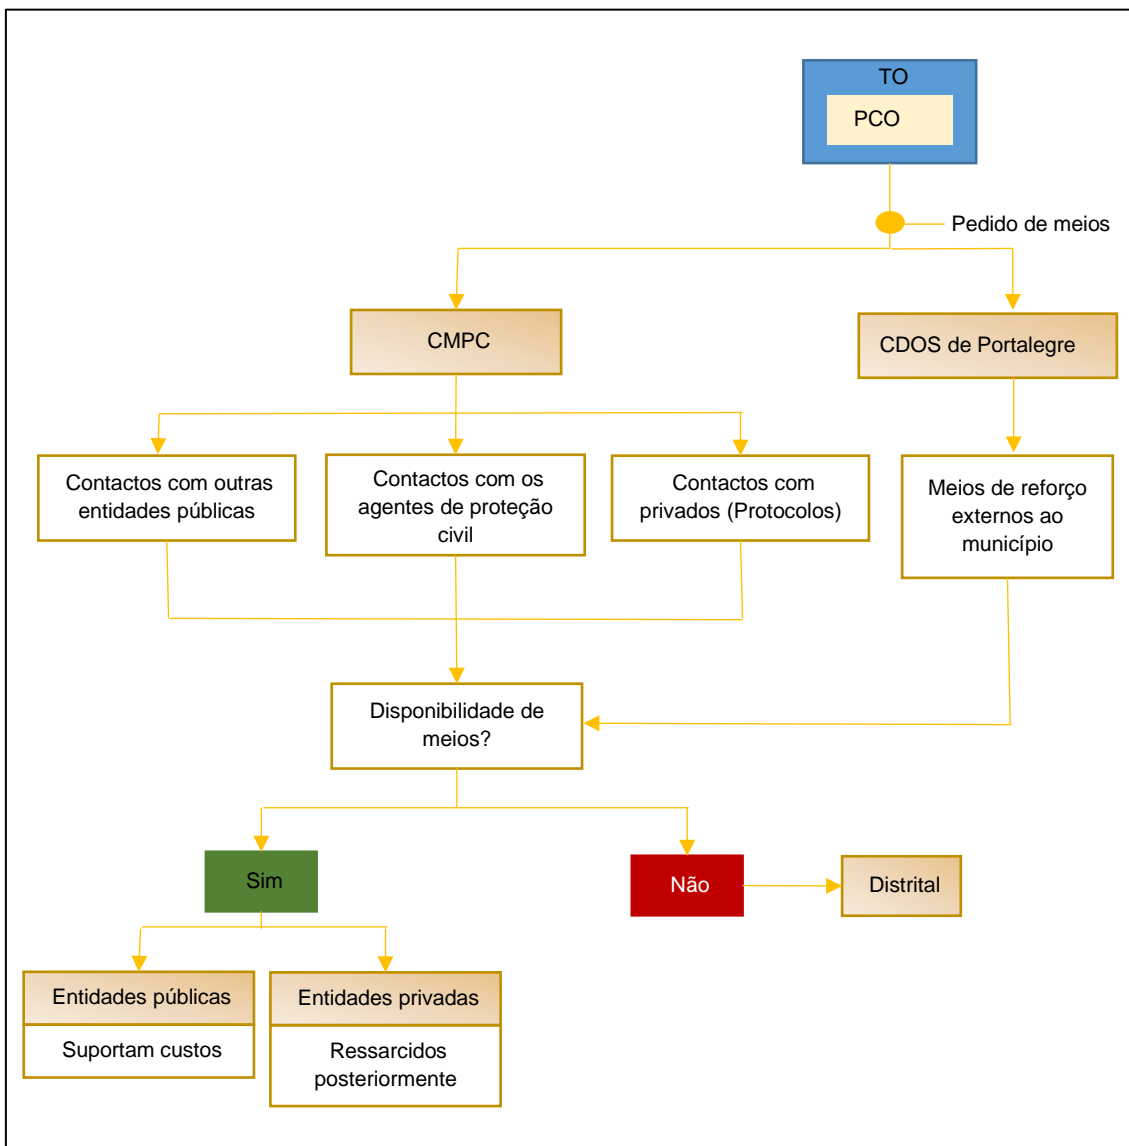 TO
PCO
Pedido de meios
CMPC
CDOS de Portalegre
Contactos com outras
entidades públicas
Contactos com os
agentes de proteção
civil
Contactos com
privados (Protocolos)
Meios de reforço
externos ao
município
Disponibilidade de
meios?
Sim
Não
Distrital
Entidades públicas
Suportam custos
Entidades privadas
Ressarcidos
posteriormente